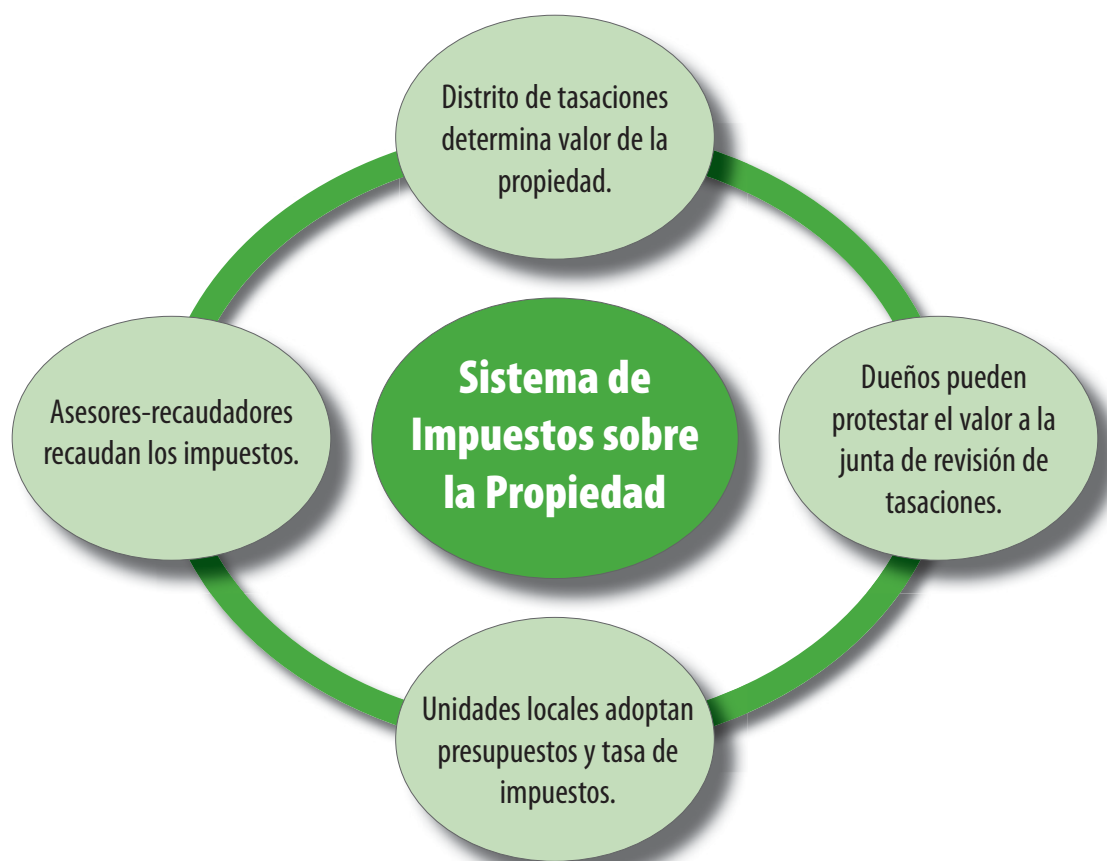 Distrito de tasaciones
determina valor de la
propiedad.
Sistema de
Impuestos sobre
la Propiedad
Dueños pueden
protestar el valor a la
junta de revisión de
tasaciones.
Asesores-recaudadores
recaudan los impuestos.
Unidades locales adoptan
presupuestos y tasa de
impuestos.